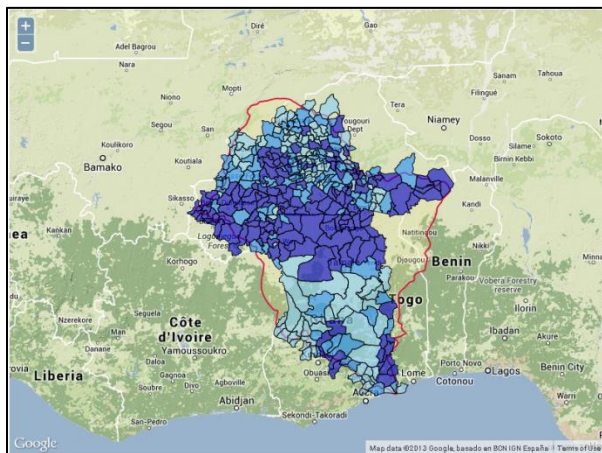 +
−
Diré
Gao
Adel Bagrou
Nara
Mopti
Sanam
Tahoua
Niono
Tera
Filingué
Segou
San
ougouri
Dept
Niamey
Koulikoro
Dosso
Sokoto
Bamako
Koutiala
Silame
Birnin Kebbi
Sikasso
Malanville
Kandi
Kankan
Natitingou
Korhogo
Nikki
Djougou
Benin
Parakou
Vobera Forestry
reserve
Seguela
Togo
Ilorin
Nzerekore
Man
Côte
d'Ivoire
Danane
Daloa
Yamoussoukro
Ibadan
Akure
Gagnoa
Soubre
Divo
Agboville
Obuasi
Porto Novo
Lome
Lagos
Benin City
Cotonou
Liberia
Abidjan
Warri
San-Pedro
Sekondi-Takoradi
Google
Map data ©2013 Google, basado en BCN IGN España
Terms of Use